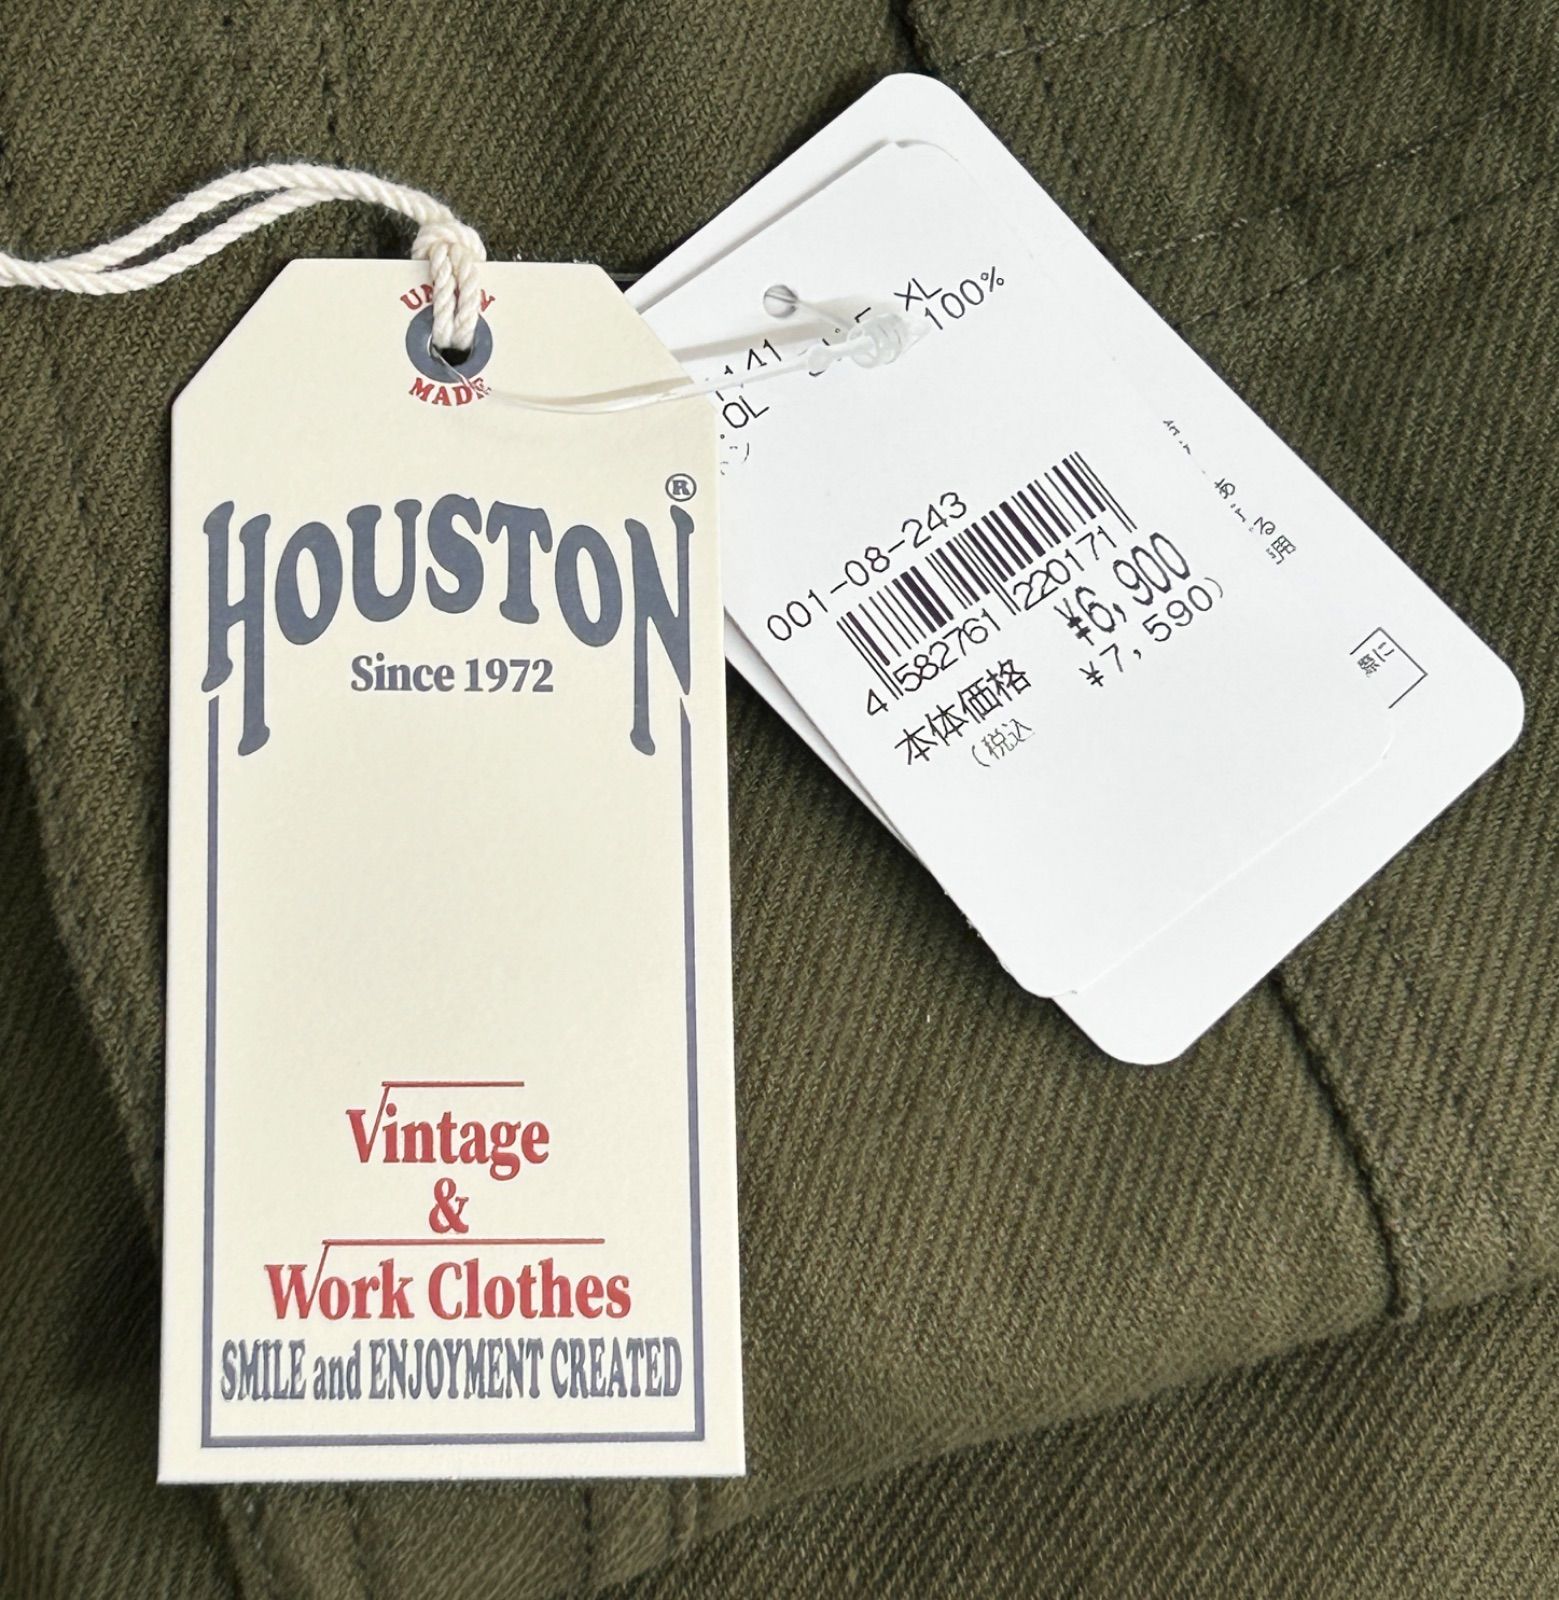 MADE
HOUSTON®
Since 1972
Vintage
&
Work Clothes
SMILE and ENJOYMENT CREATED
XL
100%
001-08-243
4 582761 220171
本体価格 ¥6,900
(税込 ¥7,590)